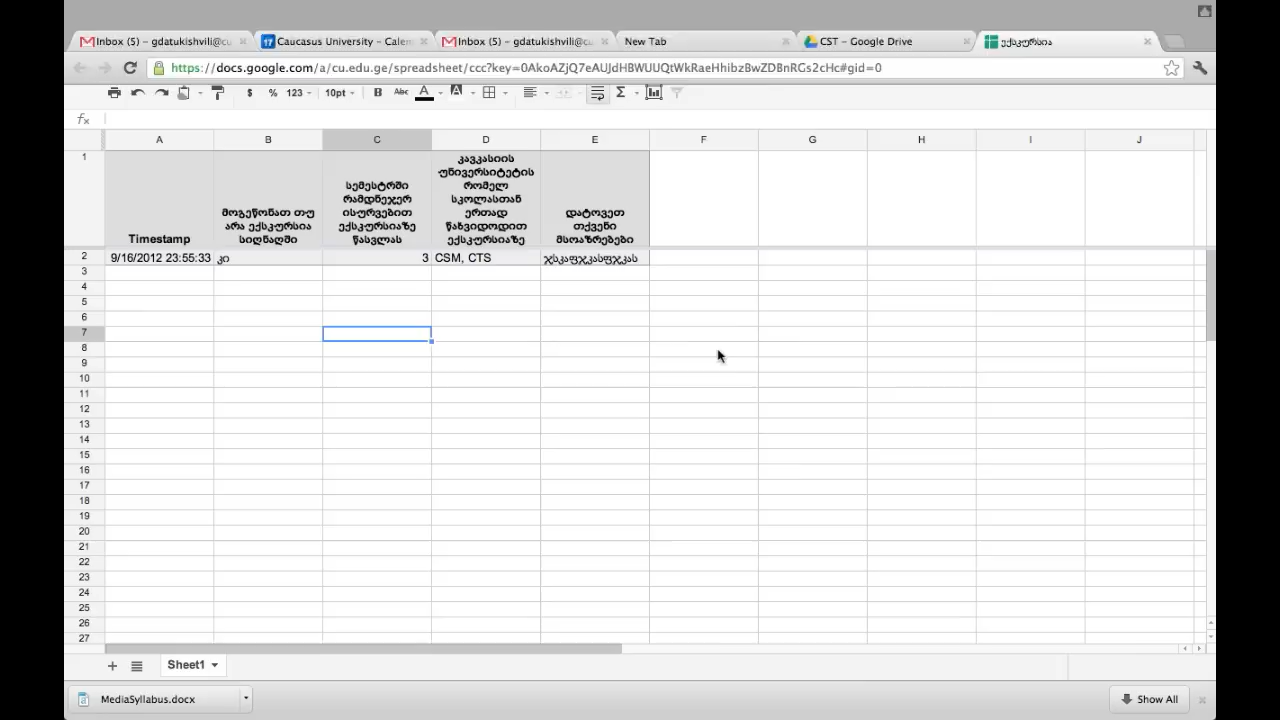 Inbox (5) – gdatukishvili@cu
Caucasus University – Calen
Inbox (5) – gdatukishvili@cu
New Tab
CST – Google Drive
ექსკურსია
https://docs.google.com/a/cu.edu.ge/spreadsheet/ccc?key=0AkoAZjQ7eAUJdHBWUUQtWkRaeHhibzBwZDBnRGs2cHc#gid=0
$ % 123 10pt B Abc A A Σ
fx
A B C D E F G H I J
1
Timestamp
მოგეწონათ თუ
არა ექსკურსია
სიღნაღში
სემესტრში
რამდნეჯერ
ისურვებით
ექსკურსიაზე
წასვლას
კავკასიის
უნივერსიტეტის
რომელ
სკოლასთან
ერთად
წახვიდოდით
ექსკურსიაზე
დატოვეთ
თქვენი
მსოაზრებები
2 9/16/2012 23:55:33 კი 3 CSM, CTS ჯსკაფჯკასფჯკას
3
4
5
6
7
8
9
10
11
12
13
14
15
16
17
18
19
20
21
22
23
24
25
26
27
Sheet1
MediaSyllabus.docx
Show All